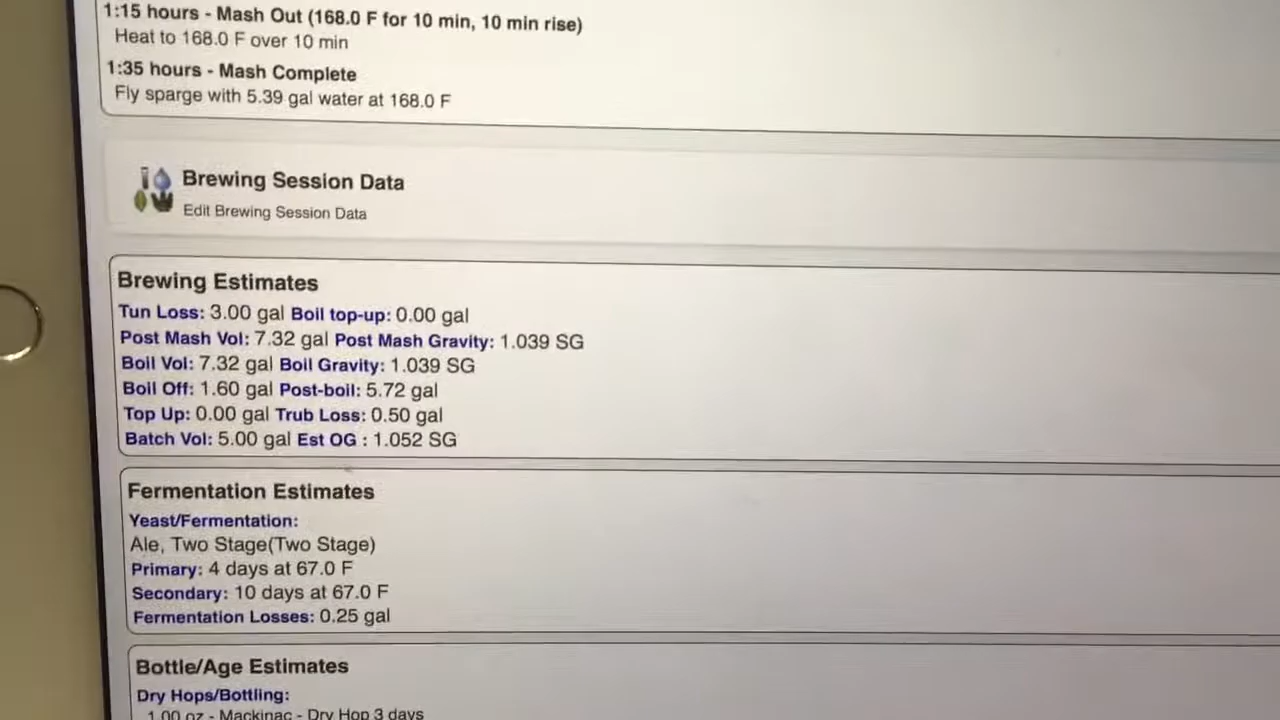 1:15 hours - Mash Out (168.0 F for 10 min, 10 min rise)
Heat to 168.0 F over 10 min
1:35 hours - Mash Complete
Fly sparge with 5.39 gal water at 168.0 F
Brewing Session Data
Edit Brewing Session Data
Brewing Estimates
Tun Loss: 3.00 gal Boil top-up: 0.00 gal
Post Mash Vol: 7.32 gal Post Mash Gravity: 1.039 SG
Boil Vol: 7.32 gal Boil Gravity: 1.039 SG
Boil Off: 1.60 gal Post-boil: 5.72 gal
Top Up: 0.00 gal Trub Loss: 0.50 gal
Batch Vol: 5.00 gal Est OG : 1.052 SG
Fermentation Estimates
Yeast/Fermentation:
Ale, Two Stage(Two Stage)
Primary: 4 days at 67.0 F
Secondary: 10 days at 67.0 F
Fermentation Losses: 0.25 gal
Bottle/Age Estimates
Dry Hops/Bottling:
1.00 oz - Mackinac - Dry Hop 3 days